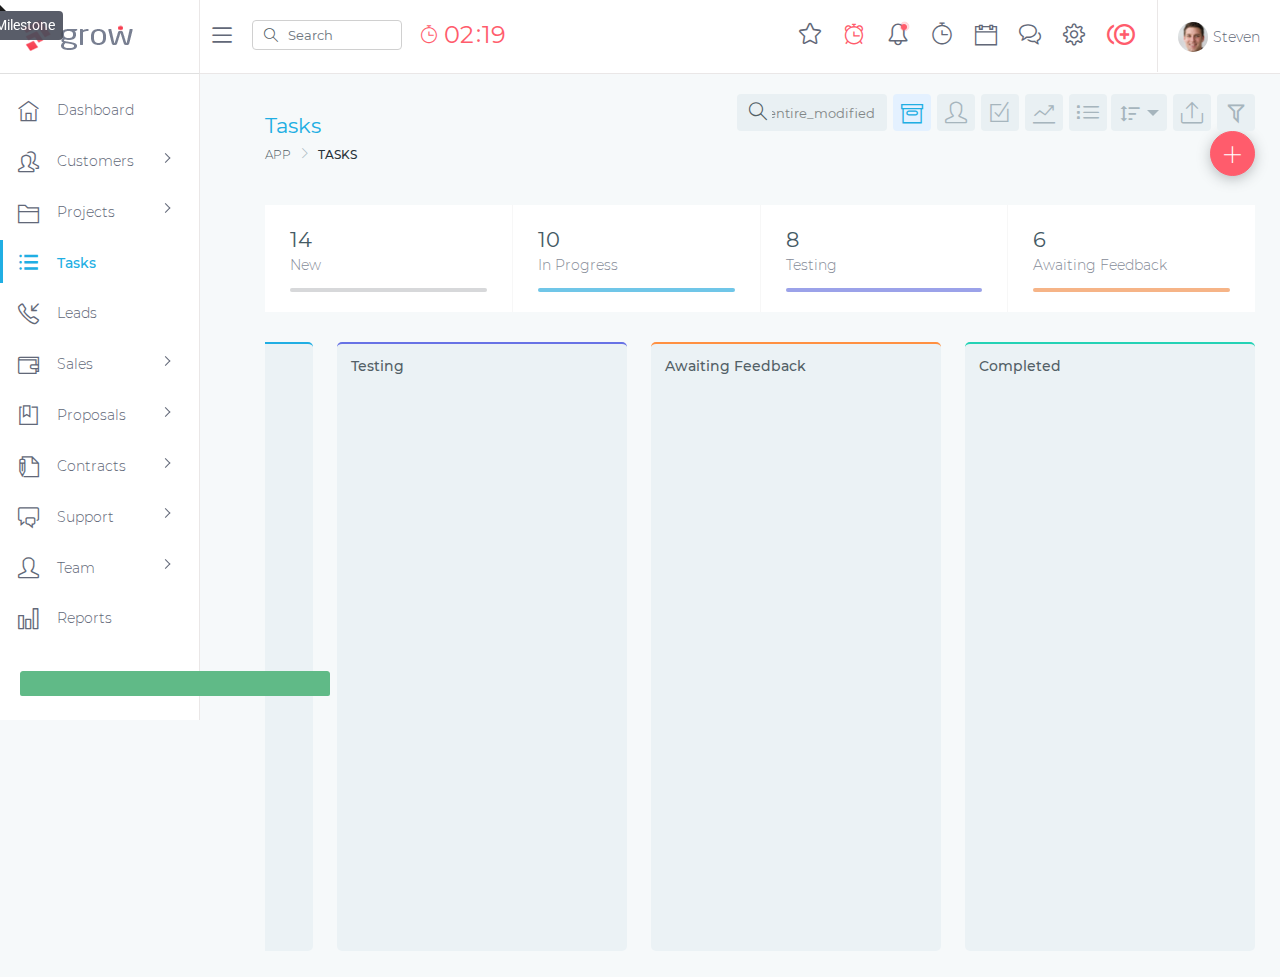 Milestone
grow
Search
02:19
Steven
Dashboard
Customers
Projects
Tasks
Leads
Sales
Proposals
Contracts
Support
Team
Reports
Tasks
APP > TASKS
entire_modified
14
New
10
In Progress
8
Testing
6
Awaiting Feedback
Testing
Awaiting Feedback
Completed